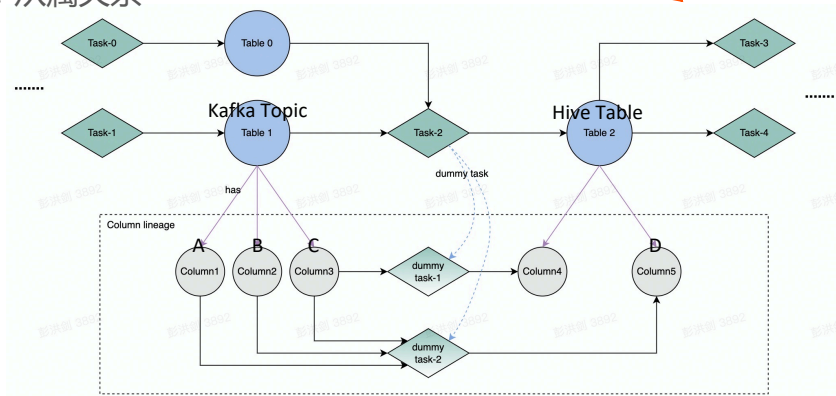 从属关系
Task-0
Table 0
Task-3
Kafka Topic
Hive Table
Task-1
Table 1
Task-2
Table 2
Task-4
dummy task
has
Column lineage
A
B
C
D
Column1
Column2
Column3
dummy
task-1
Column4
Column5
dummy
task-2